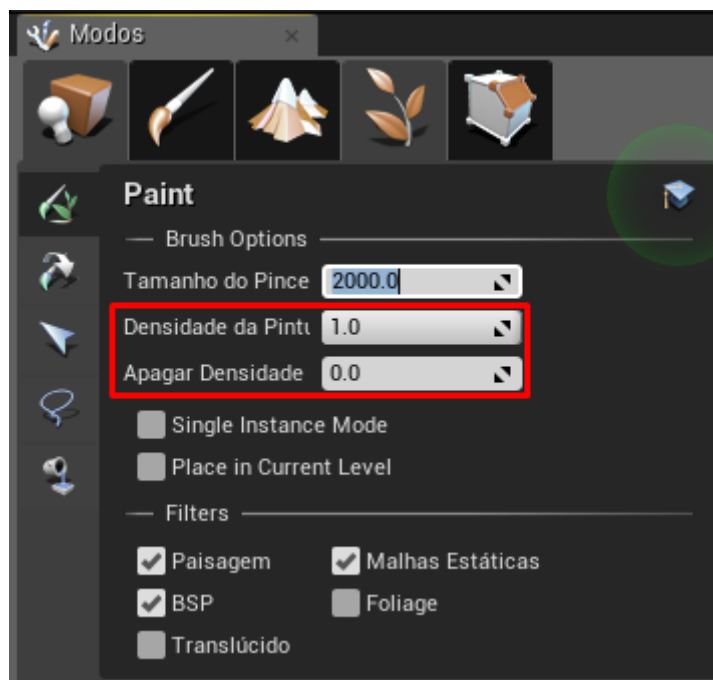 Modos
Paint
Brush Options
Tamanho do Pince 2000.0
Densidade da Pintu 1.0
Apagar Densidade 0.0
Single Instance Mode
Place in Current Level
Filters
Paisagem Malhas Estáticas
BSP Foliage
Translúcido